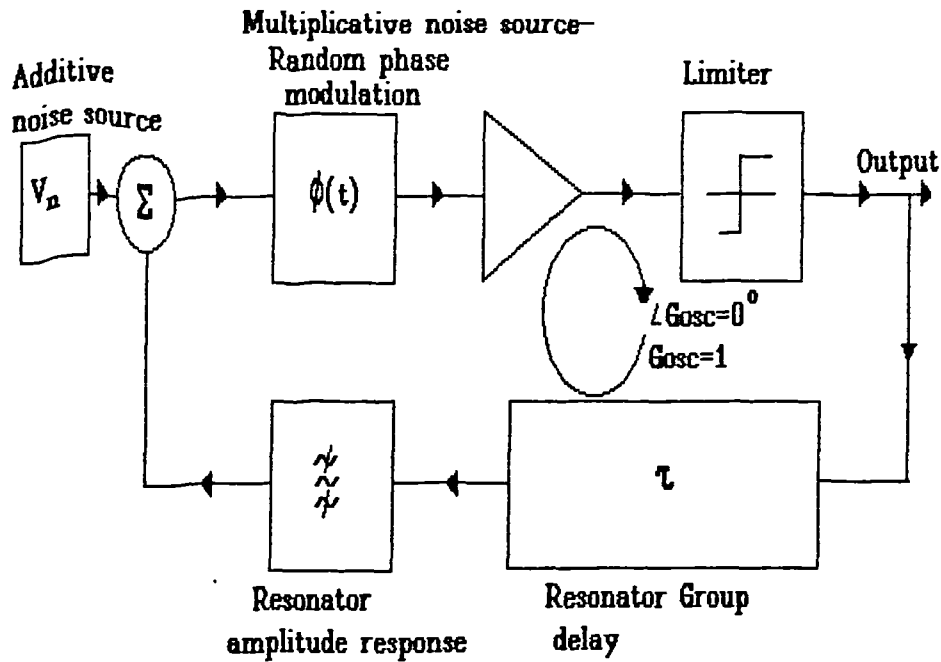 Multiplicative noise source-
Random phase
modulation
Additive
noise source
Limiter
Vn
Σ
ϕ(t)
Output
∠Gosc=0°
Gosc=1
τ
Resonator
amplitude response
Resonator Group
delay